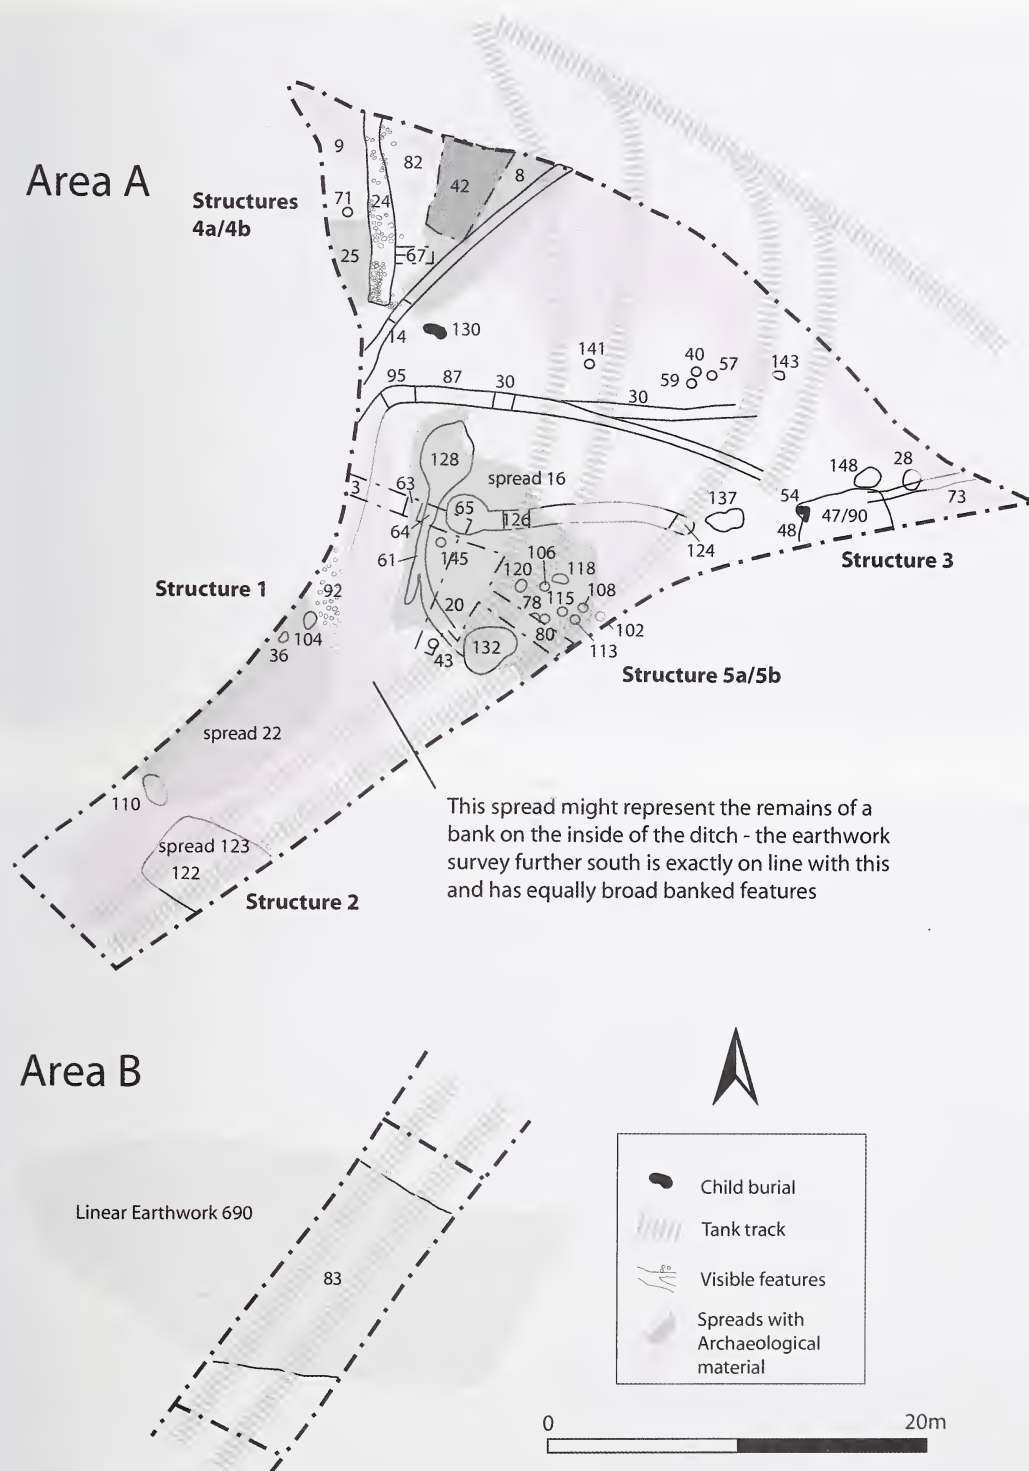 Area A
9
82
42
8
Structures
4a/4b
71
24
25
67
14
130
141
40
57
59
143
95
87
30
30
128
spread 16
148
28
3
63
65
126
137
54
47/90
73
64
48
124
61
145
106
Structure 3
120
118
Structure 1
92
78
115
108
20
104
80
102
36
19
43
132
113
Structure 5a/5b
spread 22
110
This spread might represent the remains of a
bank on the inside of the ditch - the earthwork
survey further south is exactly on line with this
and has equally broad banked features
spread 123
122
Structure 2
Area B
Linear Earthwork 690
83
Child burial
Tank track
Visible features
Spreads with
Archaeological
material
0
20m